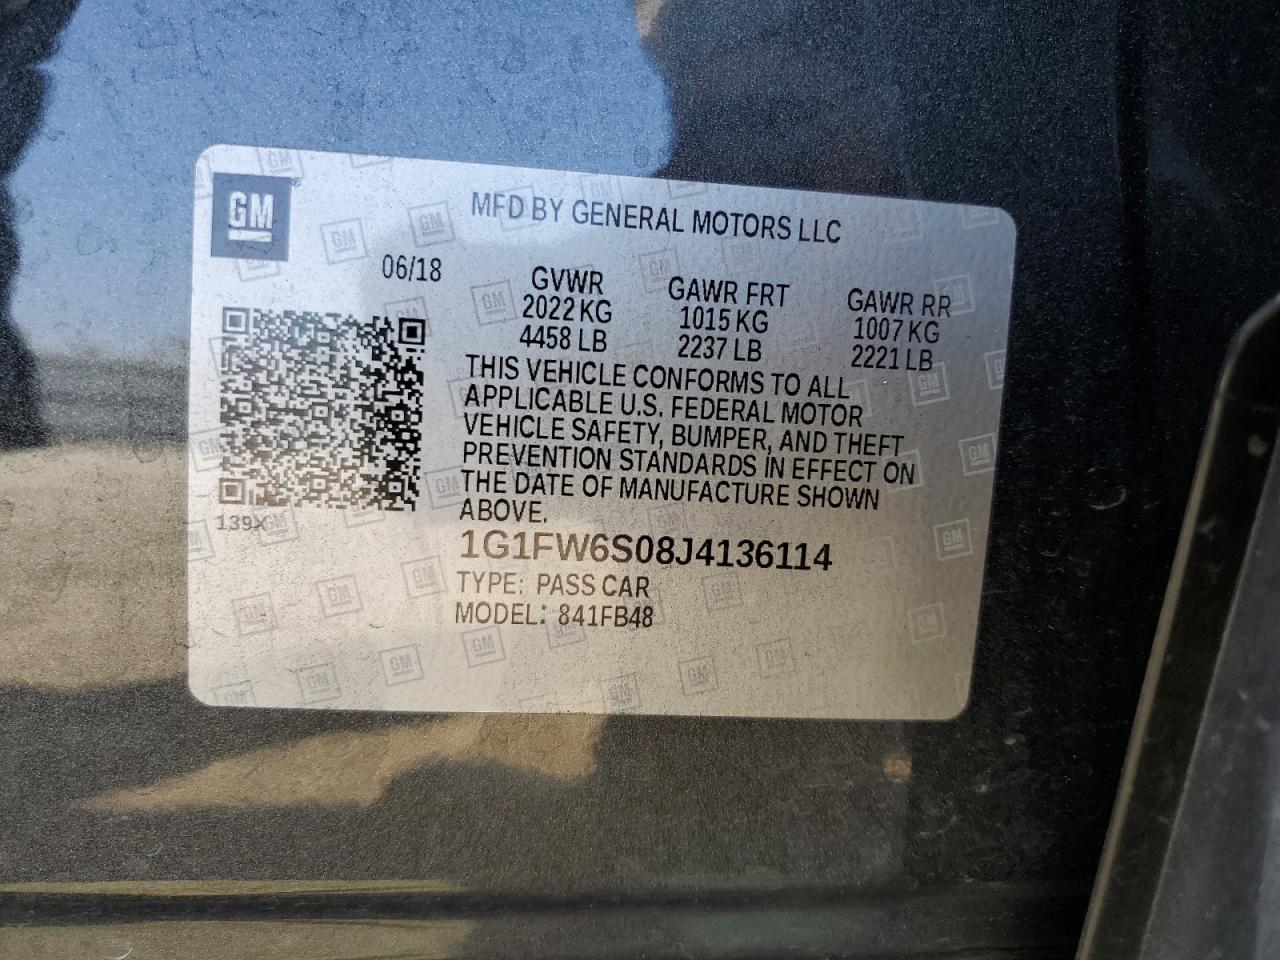 GM
MFD BY GENERAL MOTORS LLC
06/18
GVWR GAWR FRT GAWR RR
2022 KG 1015 KG 1007 KG
4458 LB 2237 LB 2221 LB
THIS VEHICLE CONFORMS TO ALL
APPLICABLE U.S. FEDERAL MOTOR
VEHICLE SAFETY, BUMPER, AND THEFT
PREVENTION STANDARDS IN EFFECT ON
THE DATE OF MANUFACTURE SHOWN
ABOVE.
139X
1G1FW6S08J4136114
TYPE: PASS CAR
MODEL: 841FB48